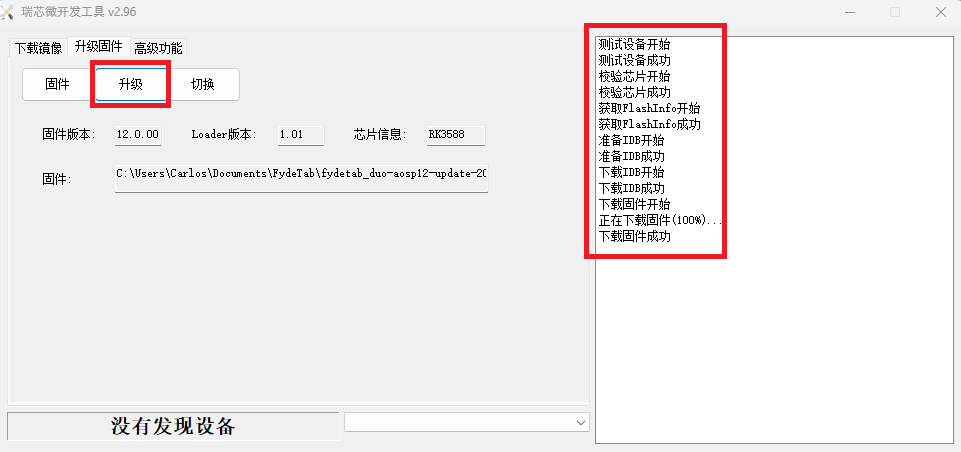 瑞芯微开发工具 v2.96
下载镜像 升级固件 高级功能
固件 升级 切换
固件版本: 12.0.00 Loader版本: 1.01 芯片信息: RK3588
固件: C:\Users\Carlos\Documents\FydeTab\fydetab_duo-aosp12-update-20
没有发现设备
测试设备开始
测试设备成功
校验芯片开始
校验芯片成功
获取FlashInfo开始
获取FlashInfo成功
准备IDB开始
准备IDB成功
下载IDB开始
下载IDB成功
下载固件开始
正在下载固件(100%)...
下载固件成功